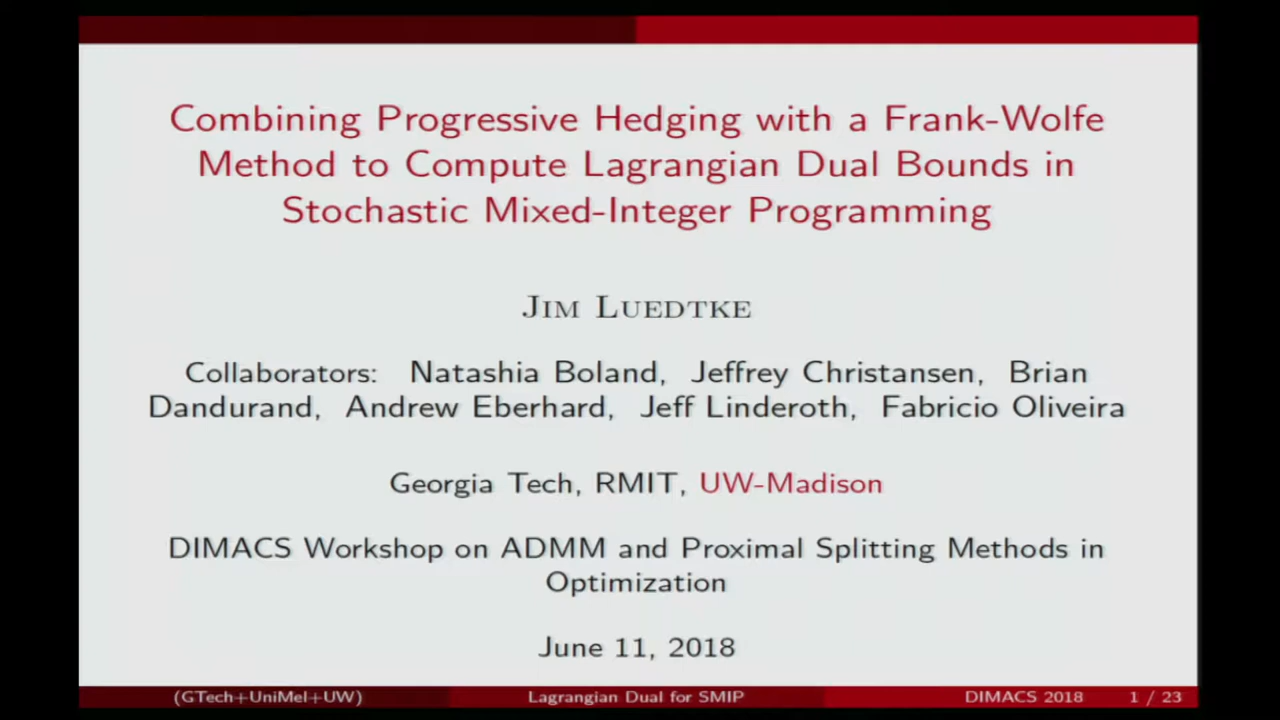 Combining Progressive Hedging with a Frank-Wolfe
Method to Compute Lagrangian Dual Bounds in
Stochastic Mixed-Integer Programming
Jim Luedtke
Collaborators: Natashia Boland, Jeffrey Christansen, Brian
Dandurand, Andrew Eberhard, Jeff Linderoth, Fabricio Oliveira
Georgia Tech, RMIT, UW-Madison
DIMACS Workshop on ADMM and Proximal Splitting Methods in
Optimization
June 11, 2018
(GTech+UniMel+UW) Lagrangian Dual for SMIP DIMACS 2018 1 / 23